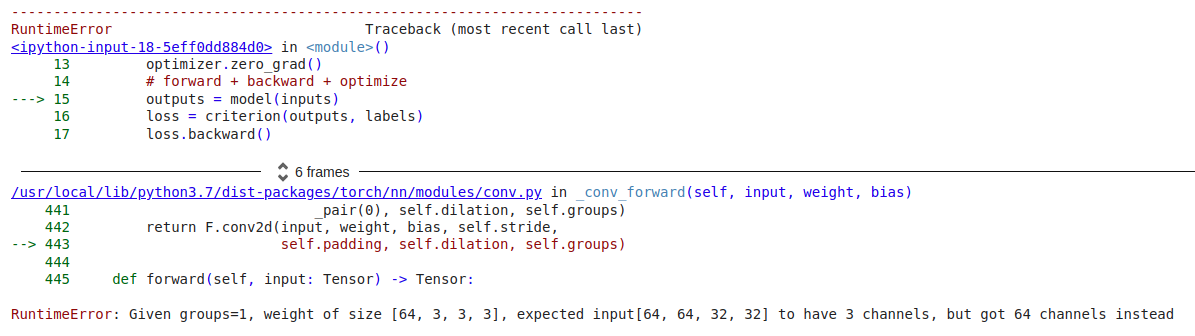 ---------------------------------------------------------------------------
RuntimeError                              Traceback (most recent call last)
<ipython-input-18-5eff0dd884d0> in <module>()
     13         optimizer.zero_grad()
     14         # forward + backward + optimize
---> 15         outputs = model(inputs)
     16         loss = criterion(outputs, labels)
     17         loss.backward()
6 frames
/usr/local/lib/python3.7/dist-packages/torch/nn/modules/conv.py in _conv_forward(self, input, weight, bias)
    441                             _pair(0), self.dilation, self.groups)
    442         return F.conv2d(input, weight, bias, self.stride,
--> 443                         self.padding, self.dilation, self.groups)
    444
    445     def forward(self, input: Tensor) -> Tensor:
RuntimeError: Given groups=1, weight of size [64, 3, 3, 3], expected input[64, 64, 32, 32] to have 3 channels, but got 64 channels instead